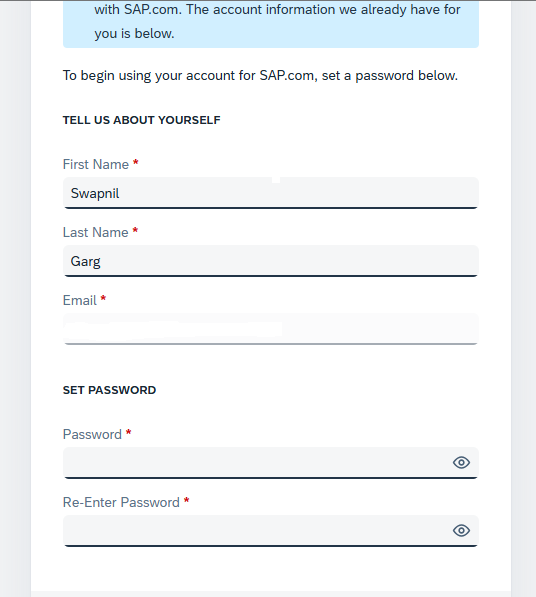 with SAP.com. The account information we already have for
you is below.
To begin using your account for SAP.com, set a password below.
TELL US ABOUT YOURSELF
First Name *
Swapnil
Last Name *
Garg
Email *
SET PASSWORD
Password *
Re-Enter Password *